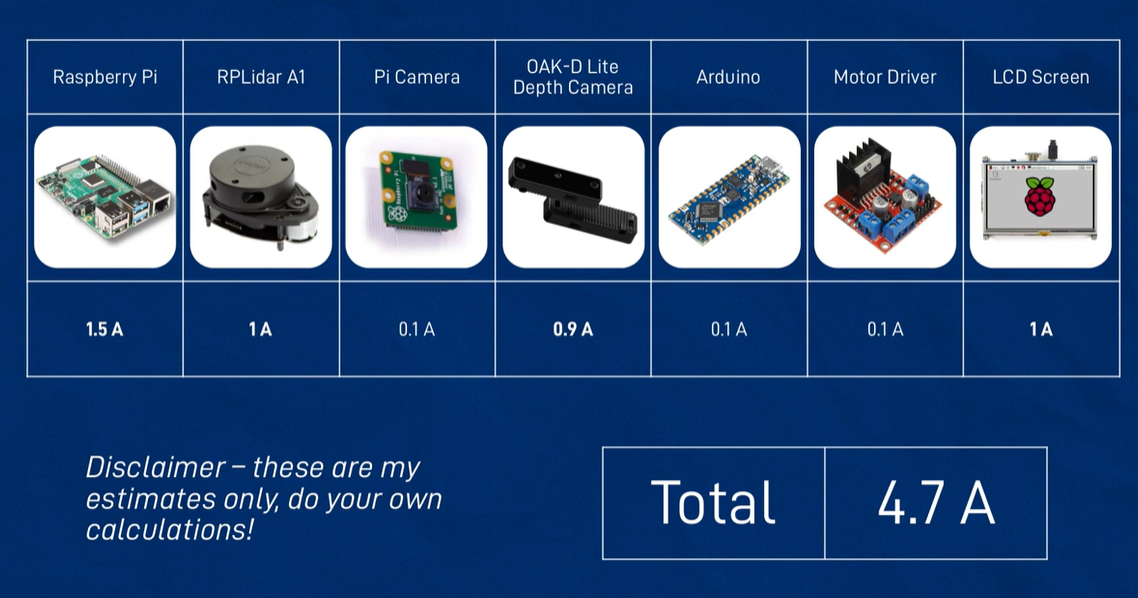 Raspberry Pi
RPLidar A1
Pi Camera
OAK-D Lite
Depth Camera
Arduino
Motor Driver
LCD Screen
1.5 A
1 A
0.1 A
0.9 A
0.1 A
0.1 A
1 A
Disclaimer – these are my
estimates only, do your own
calculations!
Total
4.7 A